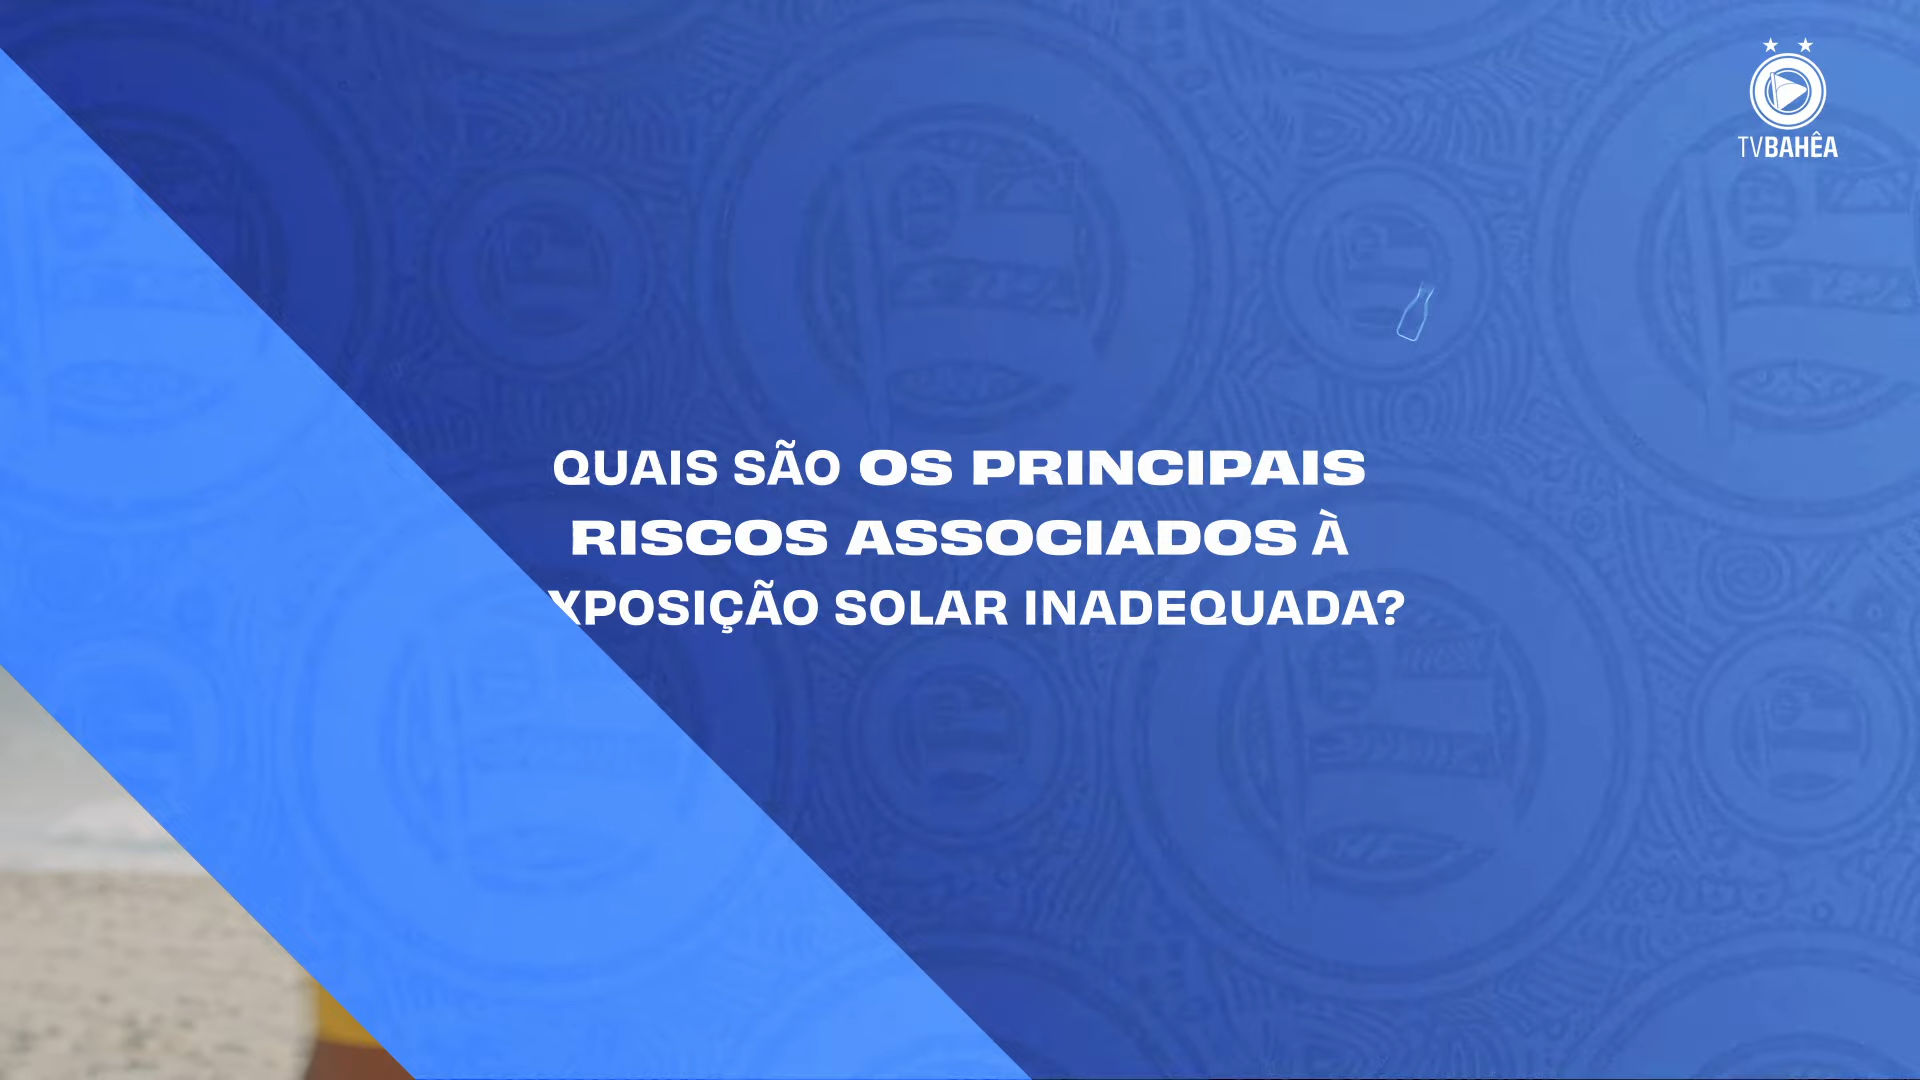 TVBAHÊA
QUAIS SÃO OS PRINCIPAIS
RISCOS ASSOCIADOS À
XPOSIÇÃO SOLAR INADEQUADA?